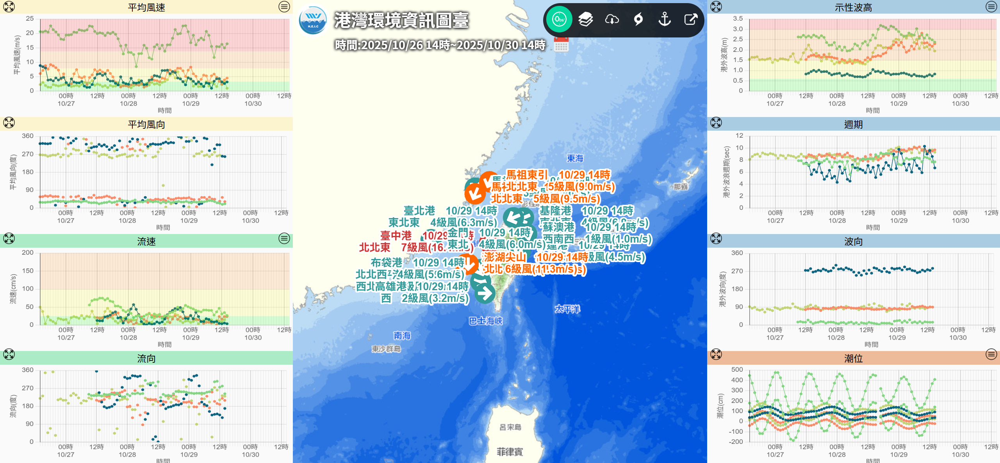 平均風速
25
20
15
10
5
0
平均風速(m/s)
00時 12時 00時 12時 00時 12時 00時 12時
10/27 10/28 10/29 10/30
時間
平均風向
360
270
180
90
0
平均風向(度)
00時 12時 00時 12時 00時 12時 00時 12時
10/27 10/28 10/29 10/30
時間
流速
200
150
100
50
0
流速(cm/s)
00時 12時 00時 12時 00時 12時 00時 12時
10/27 10/28 10/29 10/30
時間
流向
360
270
180
90
0
流向(度)
00時 12時 00時 12時 00時 12時 00時 12時
10/27 10/28 10/29 10/30
時間
H.E.I.C
港灣環境資訊圖臺
時間:2025/10/26 14時~2025/10/30 14時
Obs
東海
那霸
馬祖東引 10/29 14時
北北東 5級風(9.0m/s)
北北東 5級風(9.5m/s)
臺北港 10/29 14時
東北東 4級風(6.3m/s)
基隆港 10/29 14時
蘇澳港 10/29 14時
西南西 1級風(1.0m/s)
臺中港
北北東 7級風
金門 10/29 14時
東北 4級風(6.0m/s)
10/29 14時
(4.5m/s)
澎湖尖山 10/29 14時
6級風(11.3m/s)
布袋港 10/29 14時
北北西 4級風(5.6m/s)
高雄港 10/29 14時
西 2級風(3.2m/s)
太平洋
巴士海峽
南海
東沙群島
呂宋島
菲律賓
示性波高
3.5
3.0
2.5
2.0
1.5
1.0
0.5
0
港外波高(m)
00時 12時 00時 12時 00時 12時 00時 12時
10/27 10/28 10/29 10/30
時間
週期
12
10
8
6
4
2
0
港外波浪週期(sec)
00時 12時 00時 12時 00時 12時 00時 12時
10/27 10/28 10/29 10/30
時間
波向
360
270
180
90
0
港外波向(度)
00時 12時 00時 12時 00時 12時 00時 12時
10/27 10/28 10/29 10/30
時間
潮位
500
400
300
200
100
0
-100
-200
潮位(cm)
00時 12時 00時 12時 00時 12時 00時 12時
10/27 10/28 10/29 10/30
時間